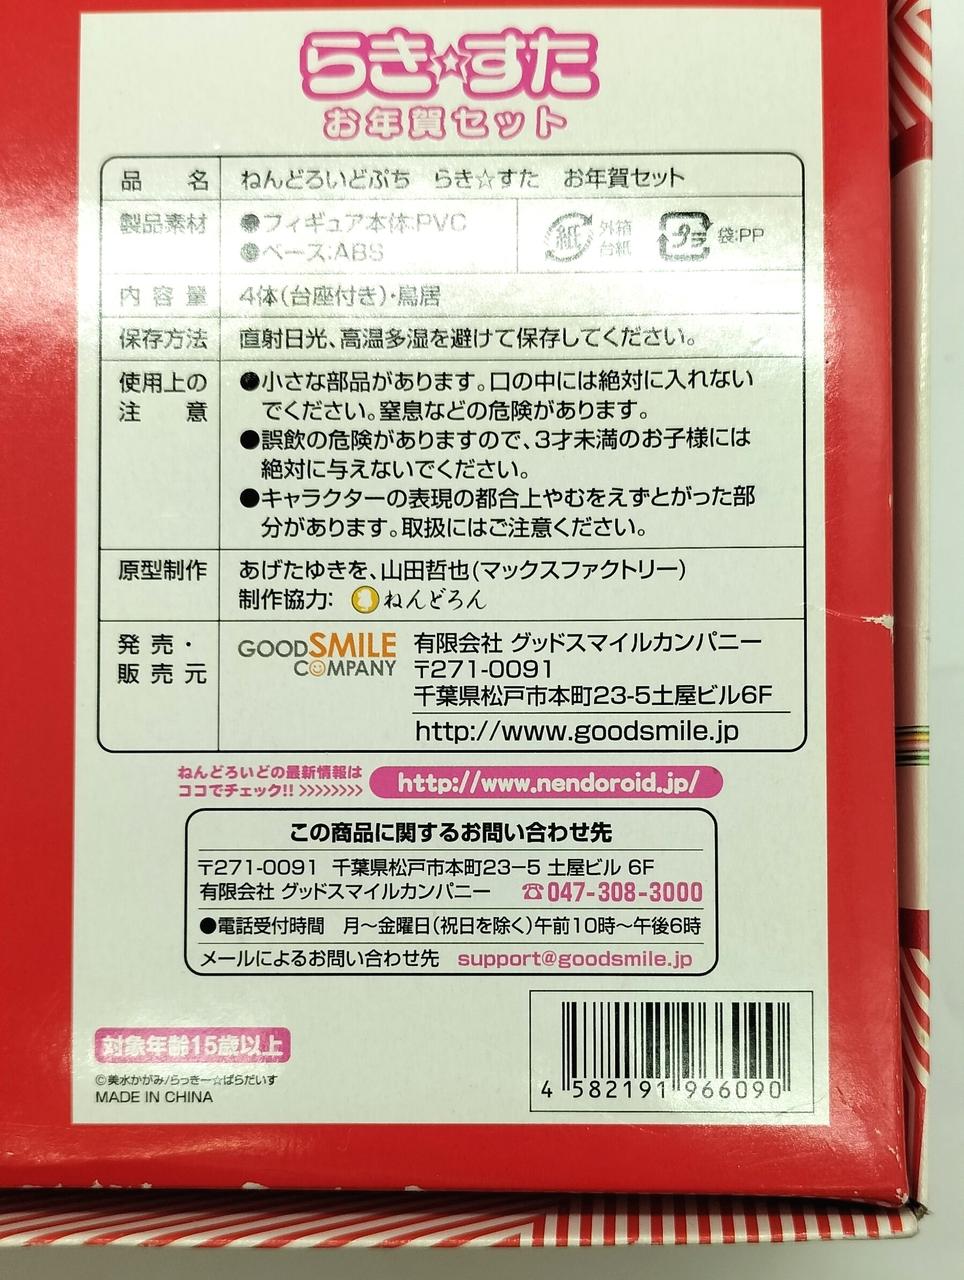 らき☆すた
お年賀セット
品名 ねんどろいどぷち らき☆すた お年賀セット
製品素材 ●フィギュア本体:PVC
●ベース:ABS
紙 外箱
台紙
プラ 袋:PP
内容量 4体(台座付き)・鳥居
保存方法 直射日光、高温多湿を避けて保存してください。
使用上の
注意
●小さな部品があります。口の中には絶対に入れない
でください。窒息などの危険があります。
●誤飲の危険がありますので、3才未満のお子様には
絶対に与えないでください。
●キャラクターの表現の都合上やむをえずとがった部
分があります。取扱にはご注意ください。
原型制作 あげたゆきを、山田哲也(マックスファクトリー)
制作協力: ねんどろん
発売・
販売元
GOODSMILE
COMPANY
有限会社 グッドスマイルカンパニー
〒271-0091
千葉県松戸市本町23-5土屋ビル6F
http://www.goodsmile.jp
ねんどろいどの最新情報は
ココでチェック!! >>>>>>>>
http://www.nendoroid.jp/
この商品に関するお問い合わせ先
〒271-0091 千葉県松戸市本町23−5 土屋ビル 6F
有限会社 グッドスマイルカンパニー ☎047-308-3000
●電話受付時間 月〜金曜日(祝日を除く)午前10時〜午後6時
メールによるお問い合わせ先 support@goodsmile.jp
対象年齢15歳以上
©美水かがみ/らっきー☆ぱらだいす
MADE IN CHINA
4 582191 966090